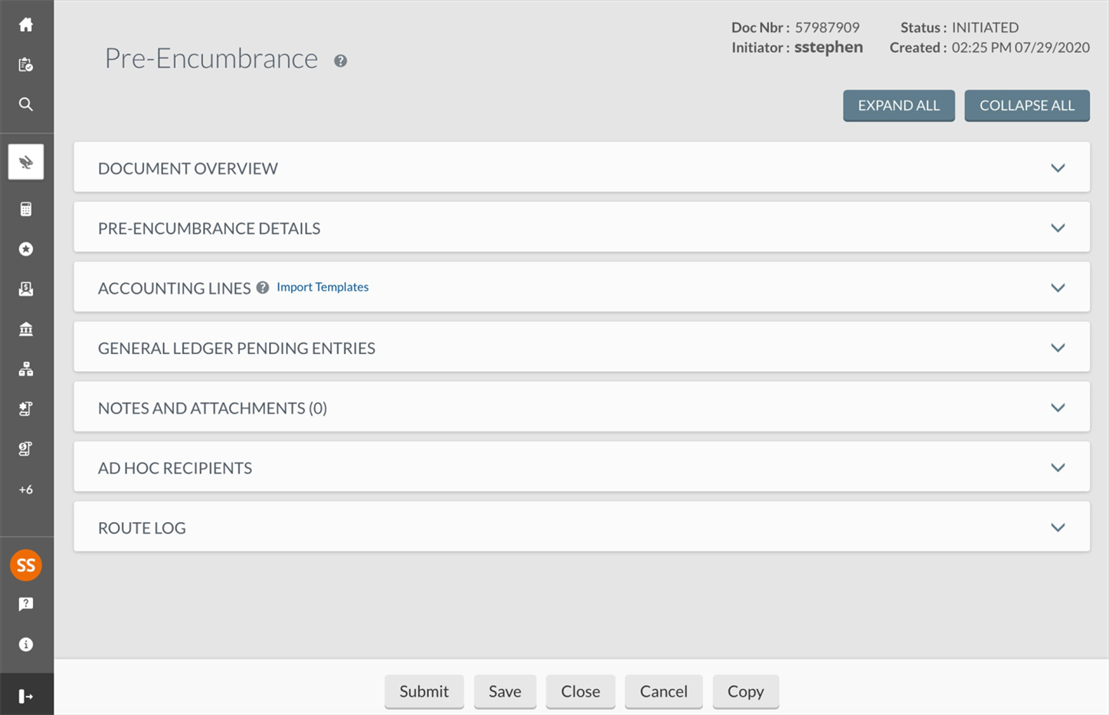 Doc Nbr : 57987909 Status : INITIATED
Initiator : sstephen Created : 02:25 PM 07/29/2020
Pre-Encumbrance ?
EXPAND ALL COLLAPSE ALL
DOCUMENT OVERVIEW
PRE-ENCUMBRANCE DETAILS
ACCOUNTING LINES ? Import Templates
GENERAL LEDGER PENDING ENTRIES
NOTES AND ATTACHMENTS (0)
AD HOC RECIPIENTS
ROUTE LOG
+6
SS
Submit Save Close Cancel Copy